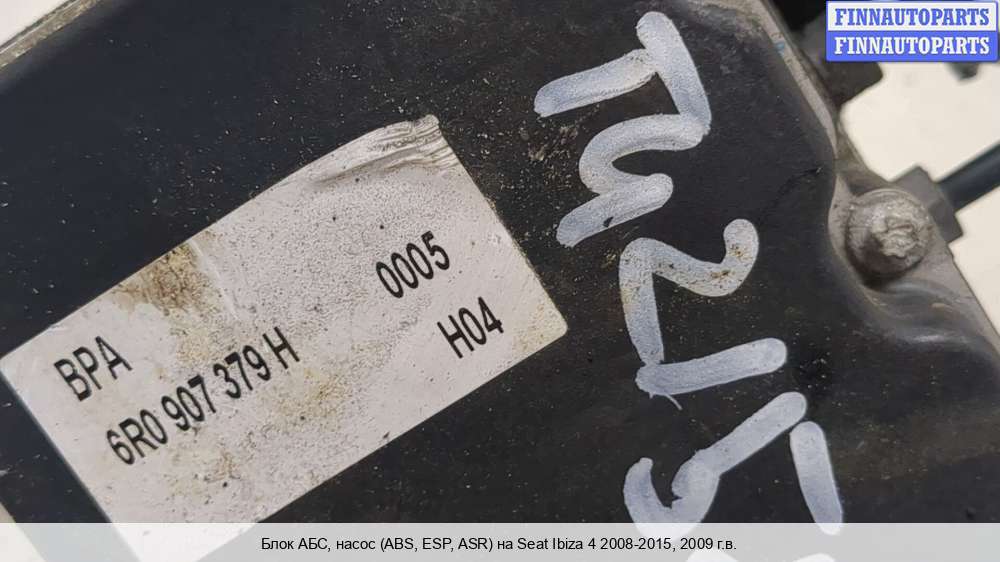 FINNAUTOPARTS
FINNAUTOPARTS
BPA 0005
6R0 907 379 H H04
Блок АБС, насос (ABS, ESP, ASR) на Seat Ibiza 4 2008-2015, 2009 г.в.